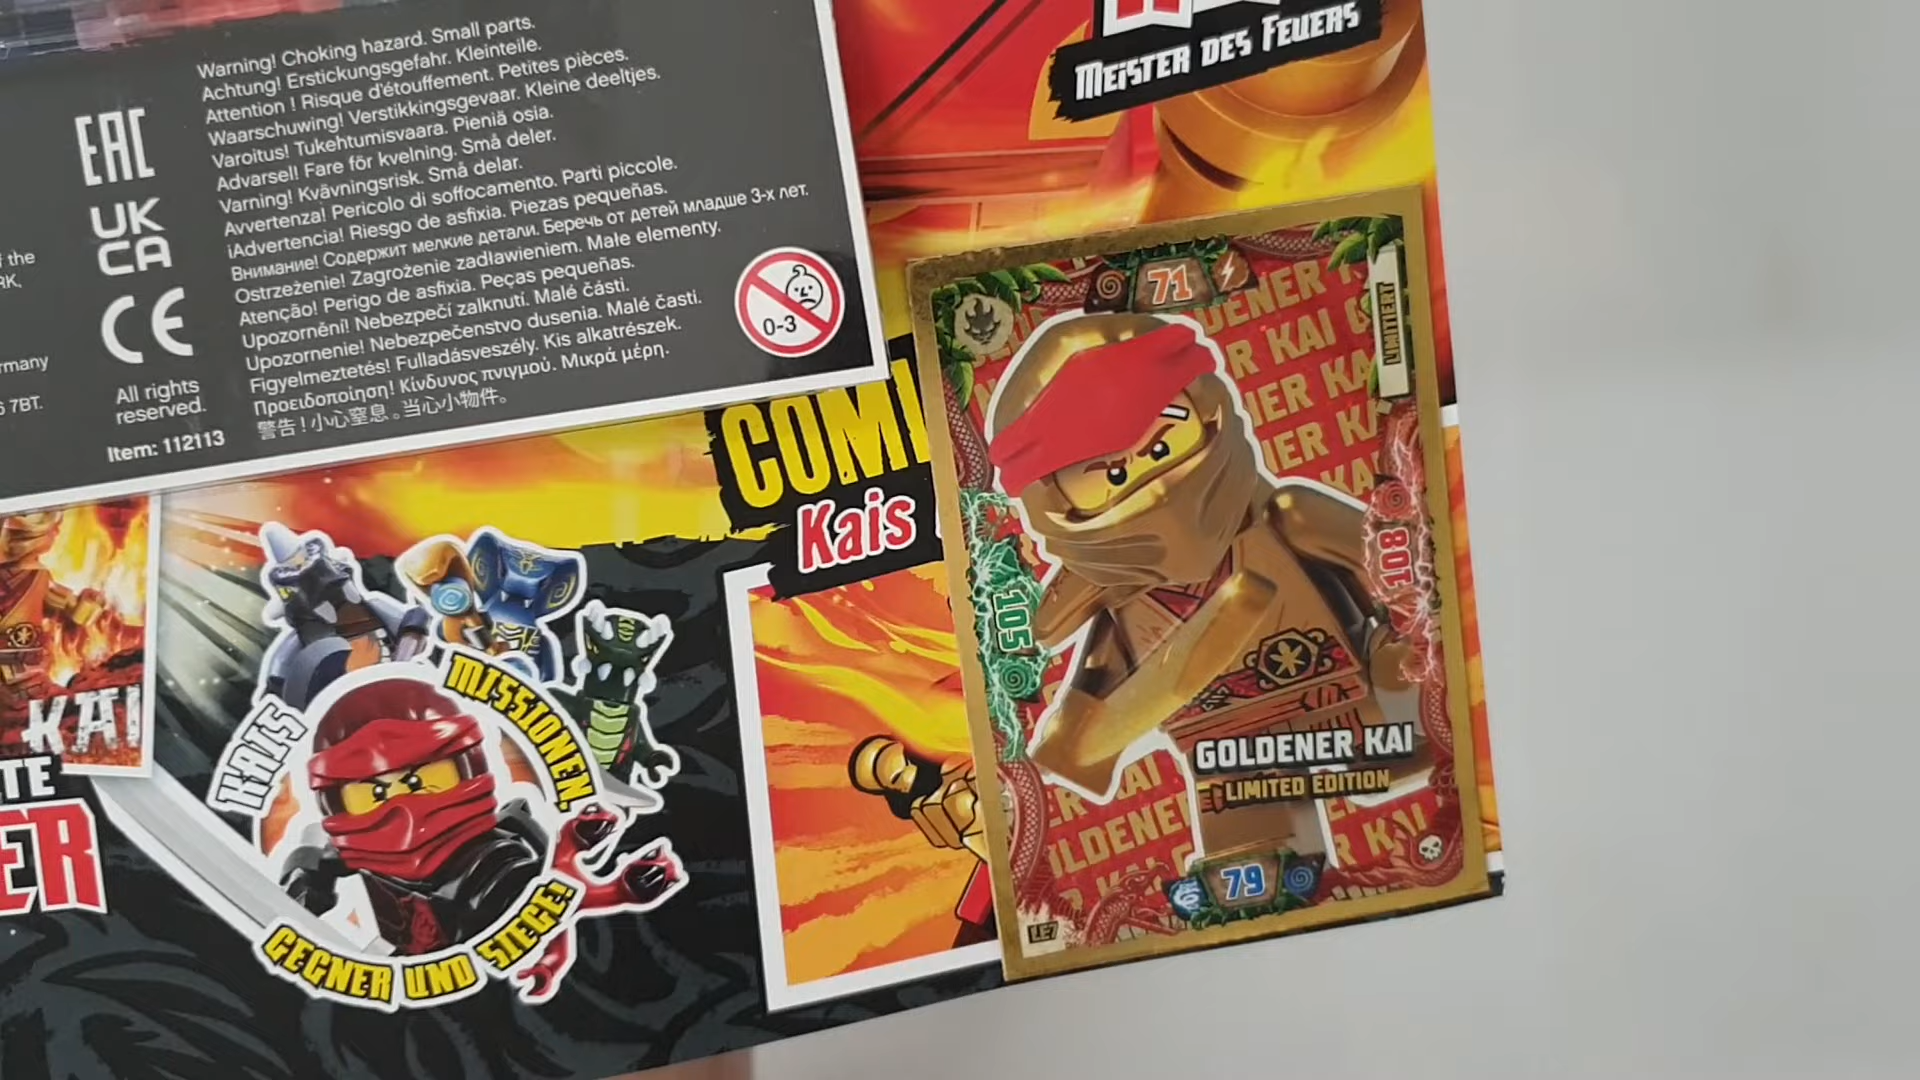 Warning! Choking hazard. Small parts.
Achtung! Erstickungsgefahr. Kleinteile.
Attention ! Risque d'étouffement. Petites pièces.
Waarschuwing! Verstikkingsgevaar. Kleine deeltjes.
Varoitus! Tukehtumisvaara. Pieniä osia.
Advarsel! Fare för kvelning. Små deler.
Varning! Kvävningsrisk. Små delar.
Avvertenza! Pericolo di soffocamento. Parti piccole.
¡Advertencia! Riesgo de asfixia. Piezas pequeñas.
Внимание! Содержит мелкие детали. Беречь от детей младше 3-х лет.
Ostrzeżenie! Zagrożenie zadławieniem. Małe elementy.
Atenção! Perigo de asfixia. Peças pequeñas.
Upozornění! Nebezpečí zalknutí. Malé části.
Upozornenie! Nebezpečenstvo dusenia. Malé časti.
Figyelmeztetés! Fulladásveszély. Kis alkatrészek.
Προειδοποίηση! Κίνδυνος πνιγμού. Μικρά μέρη.
警告！小心窒息。当心小物件。
EAC
UK
CA
CE
All rights
reserved.
Item: 112113
the
7BT.
0-3
MEISTER DES FEUERS
Kais
KAI
KAIS
MISSIONEN,
GEGNER UND SIEGE!
71
LIMITIERT
105
108
GOLDENER KAI
LIMITED EDITION
79
LE7